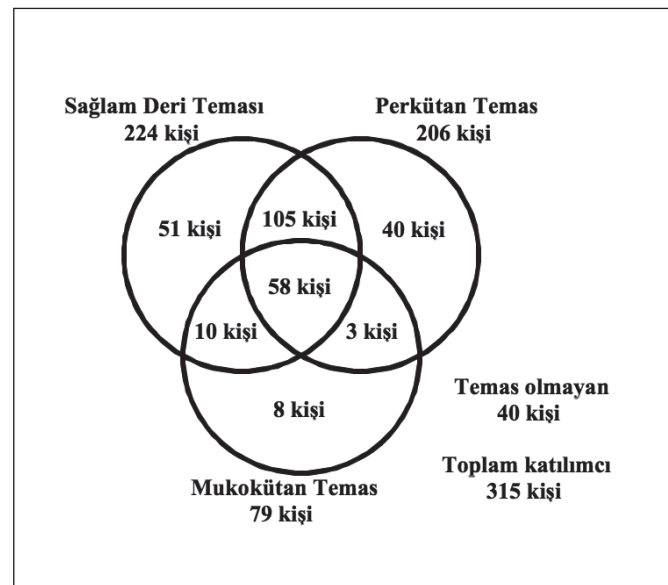 Sağlam Deri Teması
224 kişi
Perkütan Temas
206 kişi
51 kişi
105 kişi
40 kişi
58 kişi
10 kişi
3 kişi
8 kişi
Temas olmayan
40 kişi
Toplam katılımcı
315 kişi
Mukokütan Temas
79 kişi